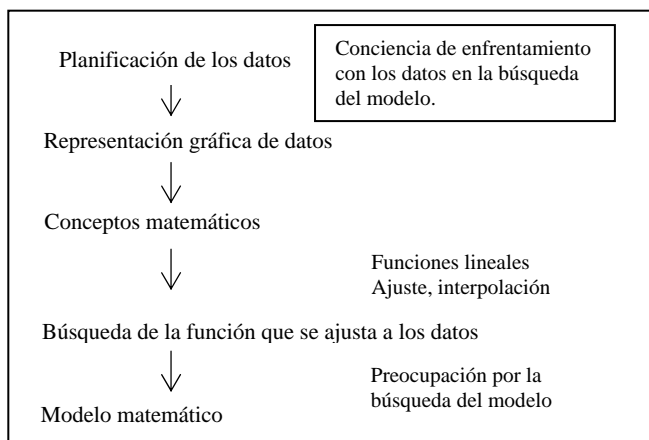 Planificación de los datos
Conciencia de enfrentamiento
con los datos en la búsqueda
del modelo.
Representación gráfica de datos
Conceptos matemáticos
Funciones lineales
Ajuste, interpolación
Búsqueda de la función que se ajusta a los datos
Preocupación por la
búsqueda del modelo
Modelo matemático